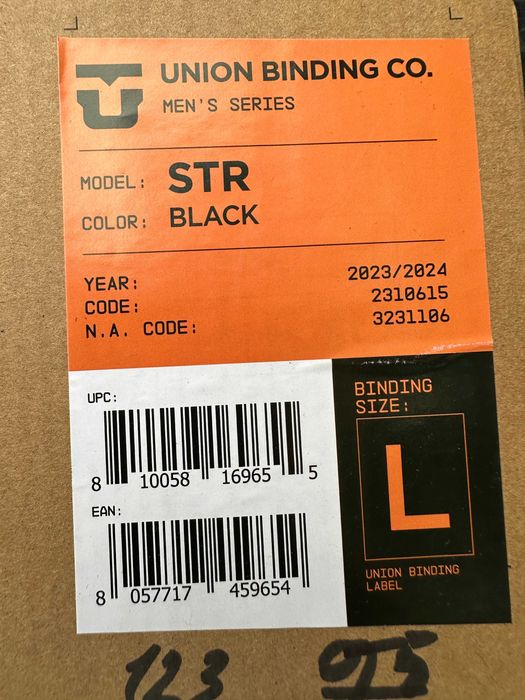 UNION BINDING CO.
MEN'S SERIES
MODEL: STR
COLOR: BLACK
YEAR: 2023/2024
CODE: 2310615
N.A. CODE: 3231106
UPC:
8 10058 16965 5
EAN:
8 057717 459654
BINDING
SIZE:
L
UNION BINDING
LABEL
123